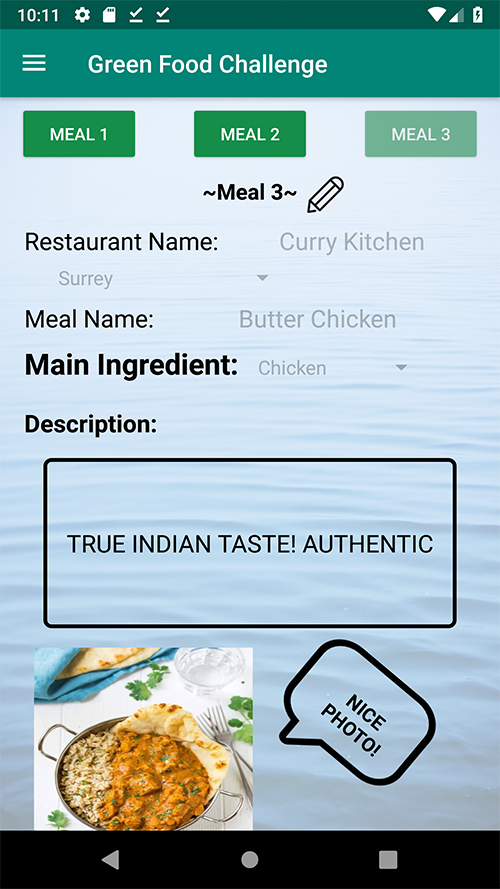 10:11
Green Food Challenge
MEAL 1 MEAL 2 MEAL 3
~Meal 3~
Restaurant Name: Curry Kitchen
Surrey
Meal Name: Butter Chicken
Main Ingredient: Chicken
Description:
TRUE INDIAN TASTE! AUTHENTIC
NICE
PHOTO!